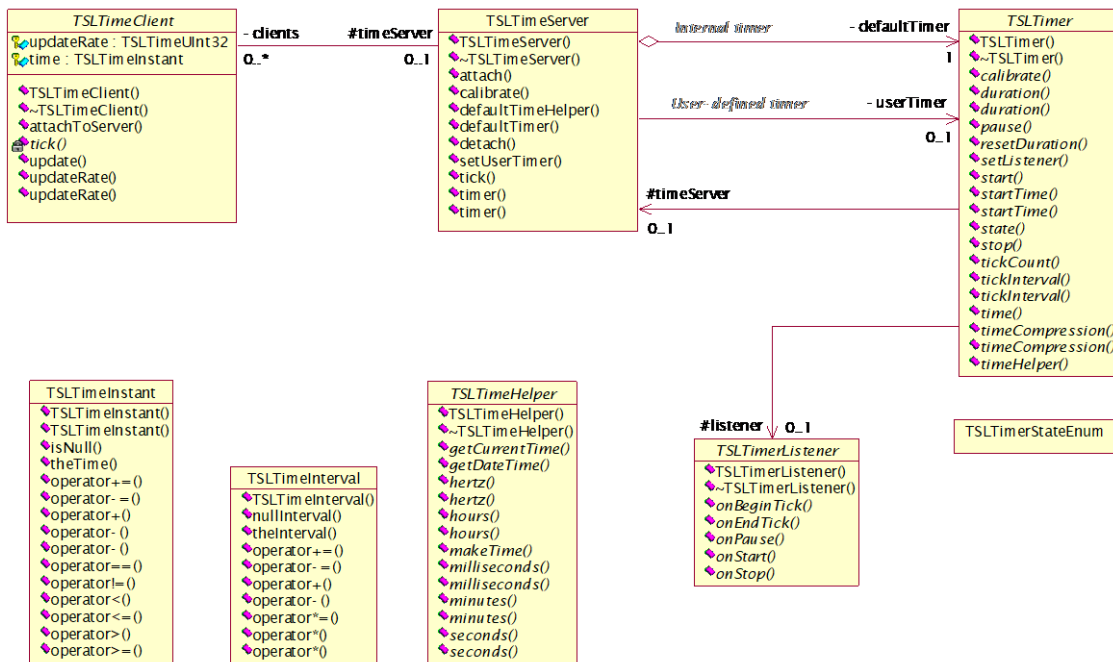 TSLTimeClient
updateRate : TSLTimeUInt32
time : TSLTimeInstant
TSLTimeClient()
~TSLTimeClient()
attachToServer()
tick()
update()
updateRate()
updateRate()
- clients
#timeServer
0..*
0..1
TSLTimeServer
TSLTimeServer()
~TSLTimeServer()
attach()
calibrate()
defaultTimeHelper()
defaultTimer()
detach()
setUserTimer()
tick()
timer()
timer()
Internal timer
- defaultTimer
1
User-defined timer
- userTimer
0..1
#timeServer
0..1
TSLTimer
TSLTimer()
~TSLTimer()
calibrate()
duration()
duration()
pause()
resetDuration()
setListener()
start()
startTime()
startTime()
state()
stop()
tickCount()
tickInterval()
tickInterval()
time()
timeCompression()
timeCompression()
timeHelper()
TSLTimeInstant
TSLTimeInstant()
TSLTimeInstant()
isNull()
theTime()
operator+=()
operator- =()
operator+()
operator- ()
operator- ()
operator==()
operator!=()
operator<()
operator<=()
operator>()
operator>=()
TSLTimeInterval
TSLTimeInterval()
nullInterval()
theInterval()
operator+=()
operator- =()
operator+()
operator- ()
operator*=()
operator*()
operator*()
TSLTimeHelper
TSLTimeHelper()
~TSLTimeHelper()
getCurrentTime()
getDateTime()
hertz()
hertz()
hours()
hours()
makeTime()
milliseconds()
milliseconds()
minutes()
minutes()
seconds()
seconds()
#listener
0..1
TSLTimerListener
TSLTimerListener()
~TSLTimerListener()
onBeginTick()
onEndTick()
onPause()
onStart()
onStop()
TSLTimerStateEnum